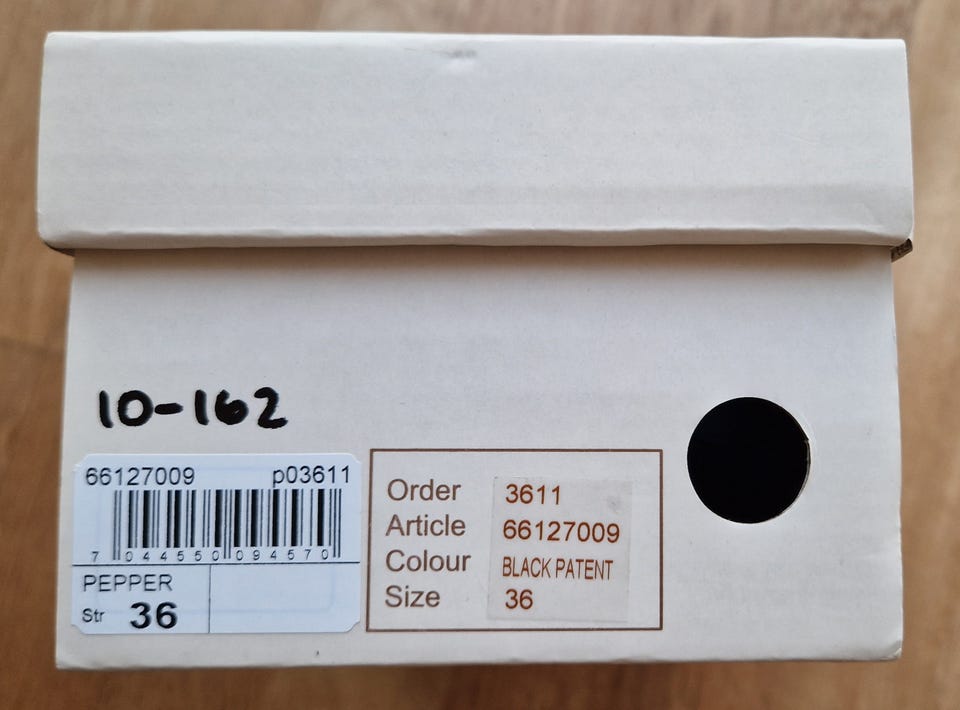 10-162
66127009 p03611
7 044550 094570
PEPPER
Str 36
Order 3611
Article 66127009
Colour BLACK PATENT
Size 36